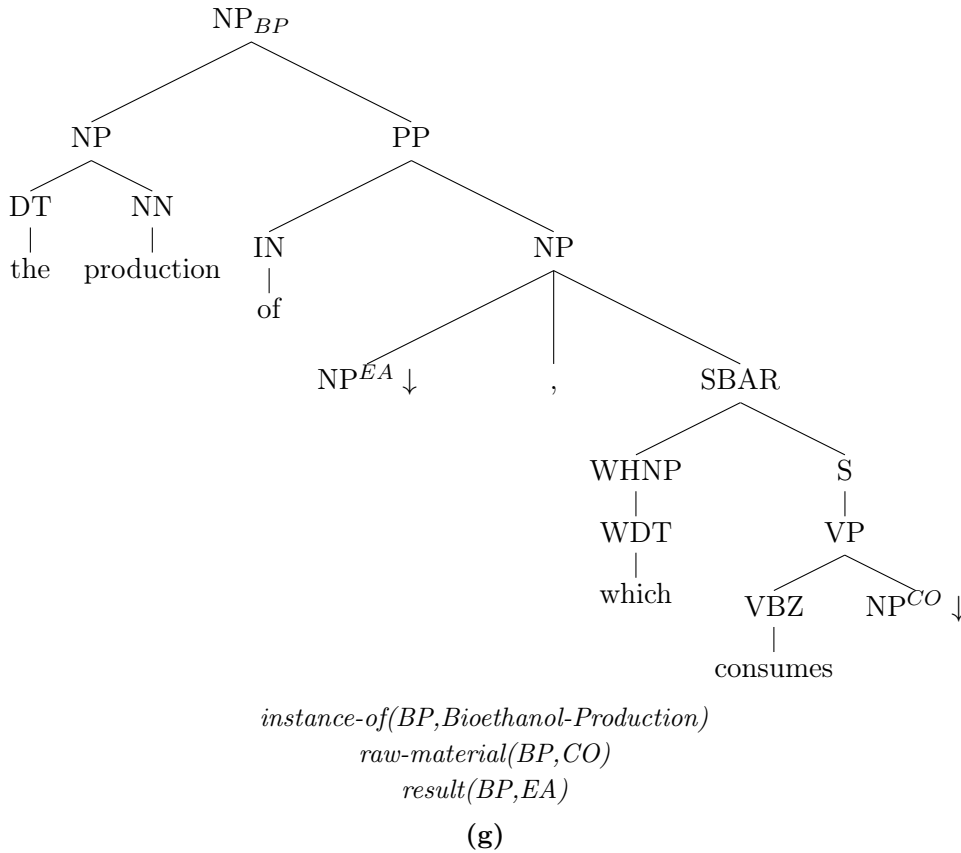 NP_BP
NP PP
DT NN
IN NP
the production
of
NP^EA ↓ , SBAR
WHNP S
WDT VP
which VBZ NP^CO ↓
consumes
instance-of(BP,Bioethanol-Production)
raw-material(BP,CO)
result(BP,EA)
(g)